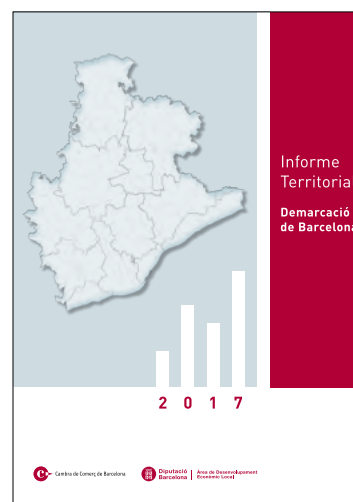 Informe
Territoria
Demarcació
de Barcelona
2 0 1 7
Cambra de Comerç de Barcelona
Diputació
Barcelona
Àrea de Desenvolupament
Econòmic Local